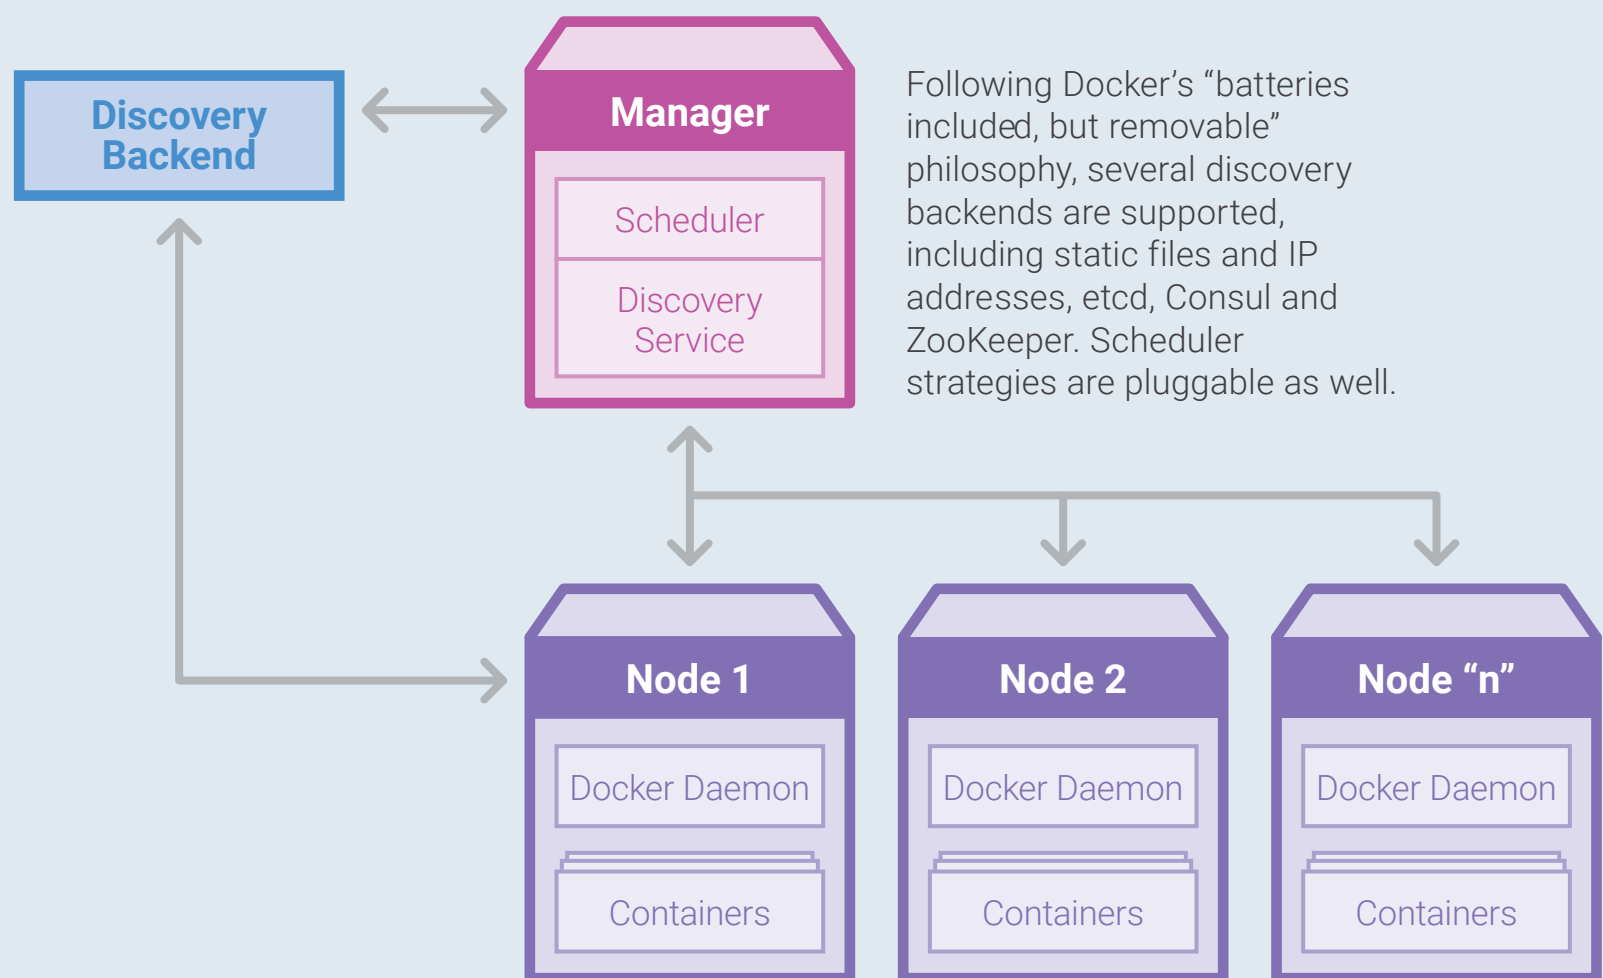 Discovery
Backend
Manager
Scheduler
Discovery
Service
Following Docker’s “batteries
included, but removable”
philosophy, several discovery
backends are supported,
including static files and IP
addresses, etcd, Consul and
ZooKeeper. Scheduler
strategies are pluggable as well.
Node 1
Docker Daemon
Containers
Node 2
Docker Daemon
Containers
Node “n”
Docker Daemon
Containers